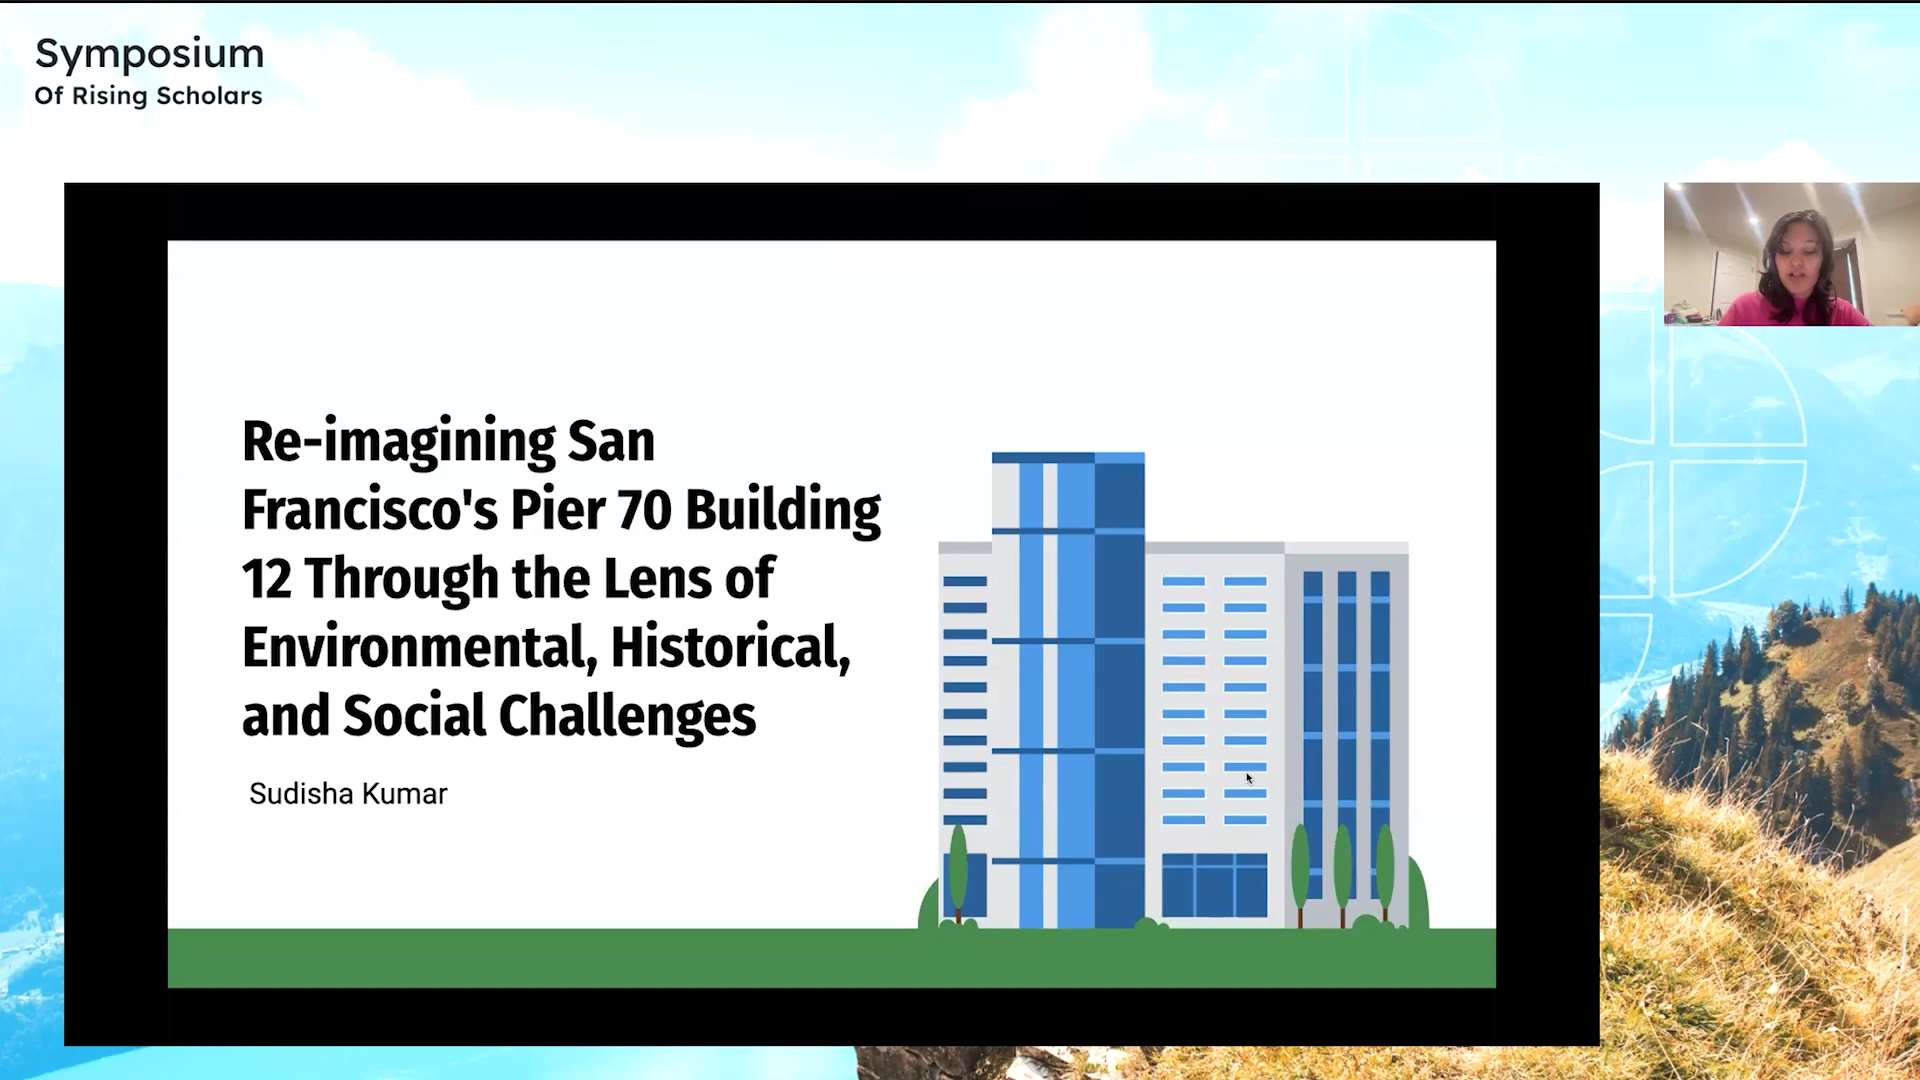 Symposium
Of Rising Scholars
Re-imagining San
Francisco's Pier 70 Building
12 Through the Lens of
Environmental, Historical,
and Social Challenges
Sudisha Kumar